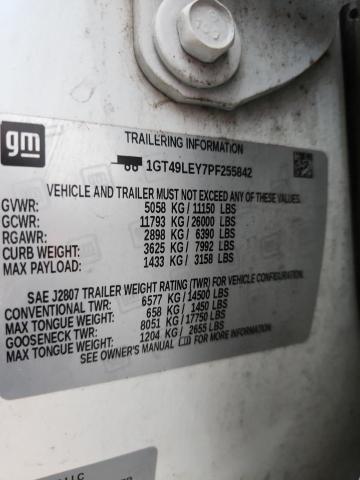 gm
TRAILERING INFORMATION
1GT49LEY7PF255842
VEHICLE AND TRAILER MUST NOT EXCEED ANY OF THESE VALUES:
GVWR: 5058 KG/11150 LBS
GCWR: 11793 KG/26000 LBS
RGAWR: 2898 KG/6390 LBS
CURB WEIGHT: 3625 KG/7992 LBS
MAX PAYLOAD: 1433 KG/3158 LBS
SAE J2807 TRAILER WEIGHT RATING (TWR) FOR VEHICLE CONFIGURATION:
CONVENTIONAL TWR: 6577 KG/14500 LBS
MAX TONGUE WEIGHT: 658 KG/1450 LBS
GOOSENECK TWR: 8051 KG/17750 LBS
MAX TONGUE WEIGHT: 1204 KG/2655 LBS
SEE OWNER'S MANUAL FOR MORE INFORMATION
LLC